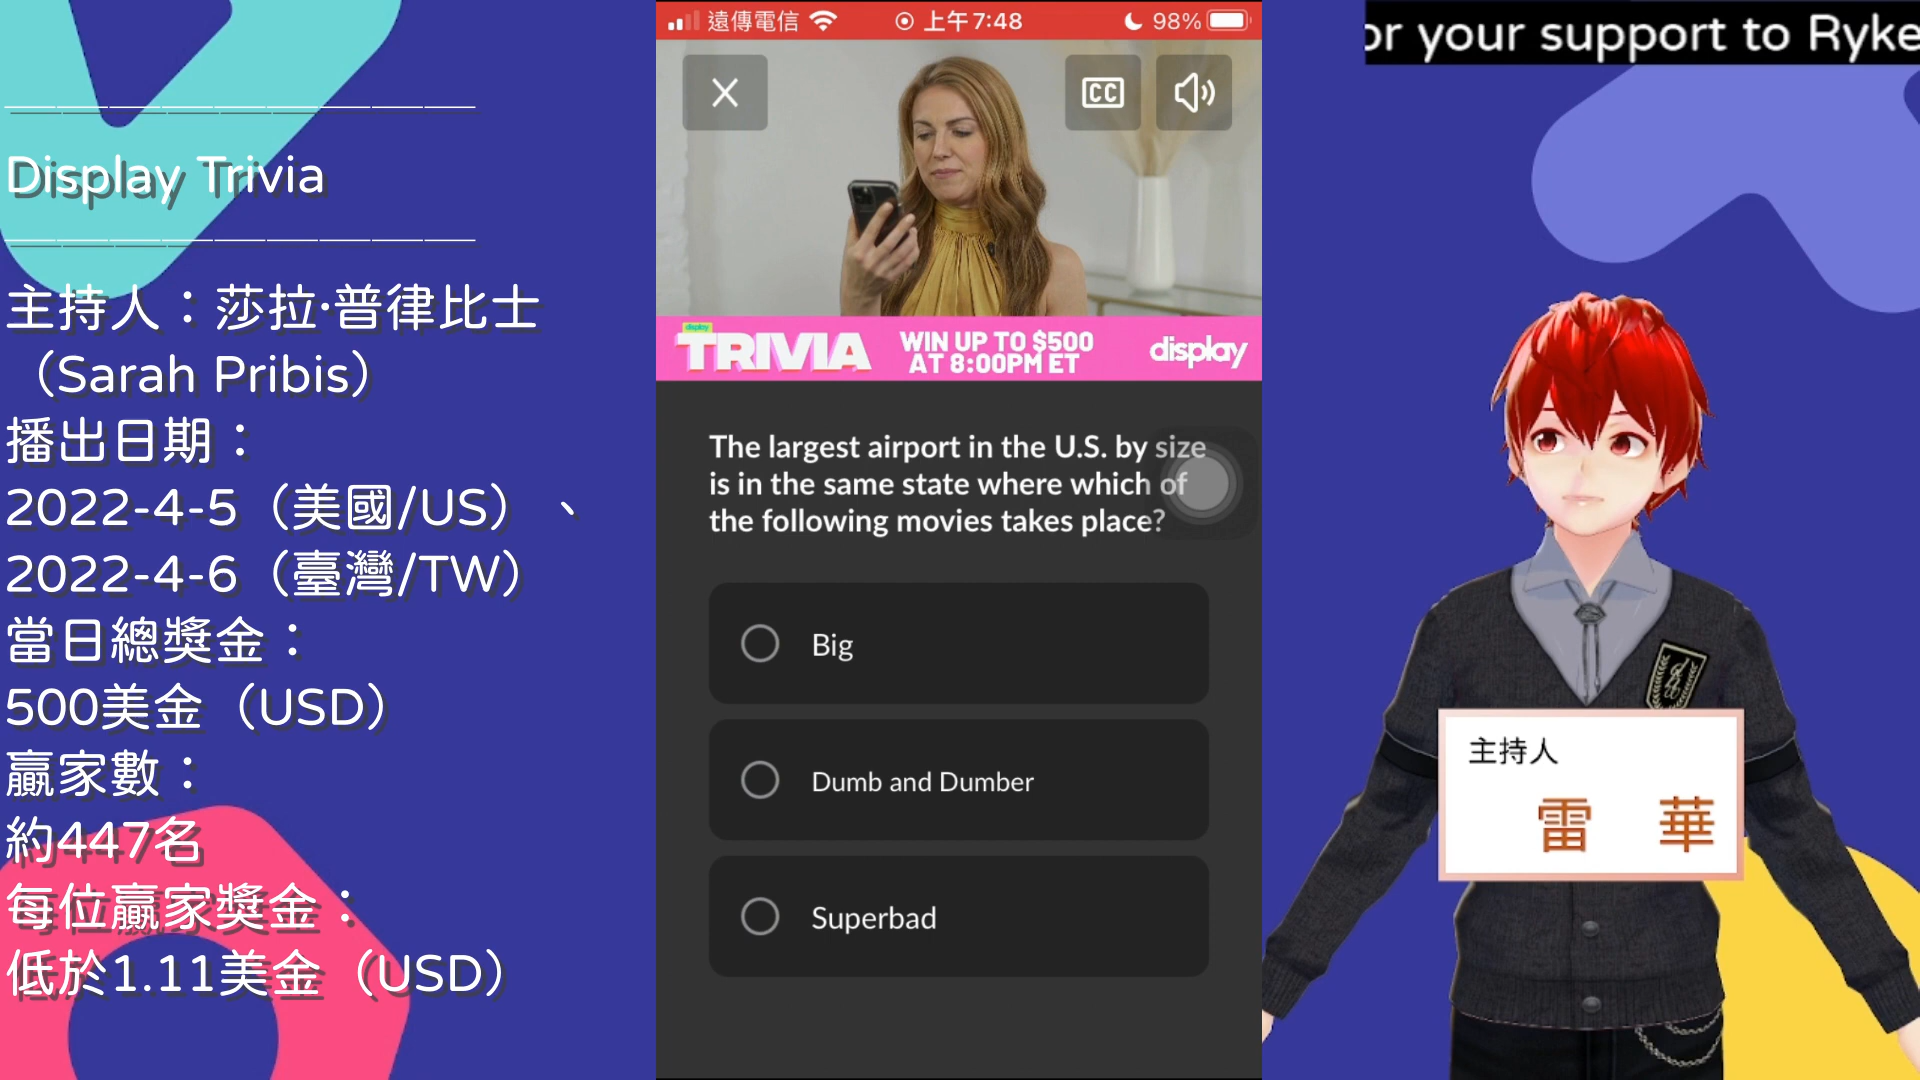 Display Trivia
主持人：莎拉·普律比士
（Sarah Pribis）
播出日期：
2022-4-5（美國/US）、
2022-4-6（臺灣/TW）
當日總獎金：
500美金（USD）
贏家數：
約447名
每位贏家獎金：
低於1.11美金（USD）
遠傳電信
上午7:48
98%
CC
display
TRIVIA
WIN UP TO $500
AT 8:00PM ET
display
The largest airport in the U.S. by size
is in the same state where which of
the following movies takes place?
Big
Dumb and Dumber
Superbad
or your support to Ryke
主持人
雷 華